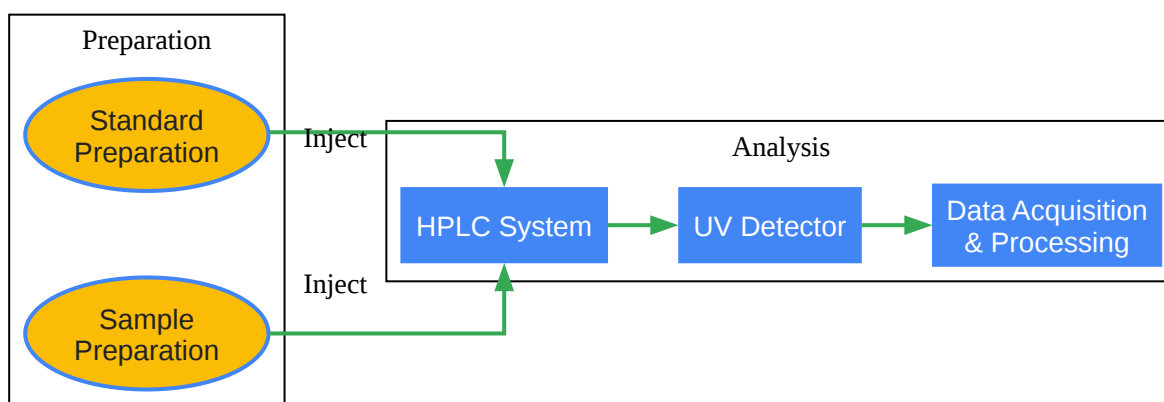 Preparation
Standard
Preparation
Inject
Analysis
HPLC System
UV Detector
Data Acquisition
& Processing
Inject
Sample
Preparation